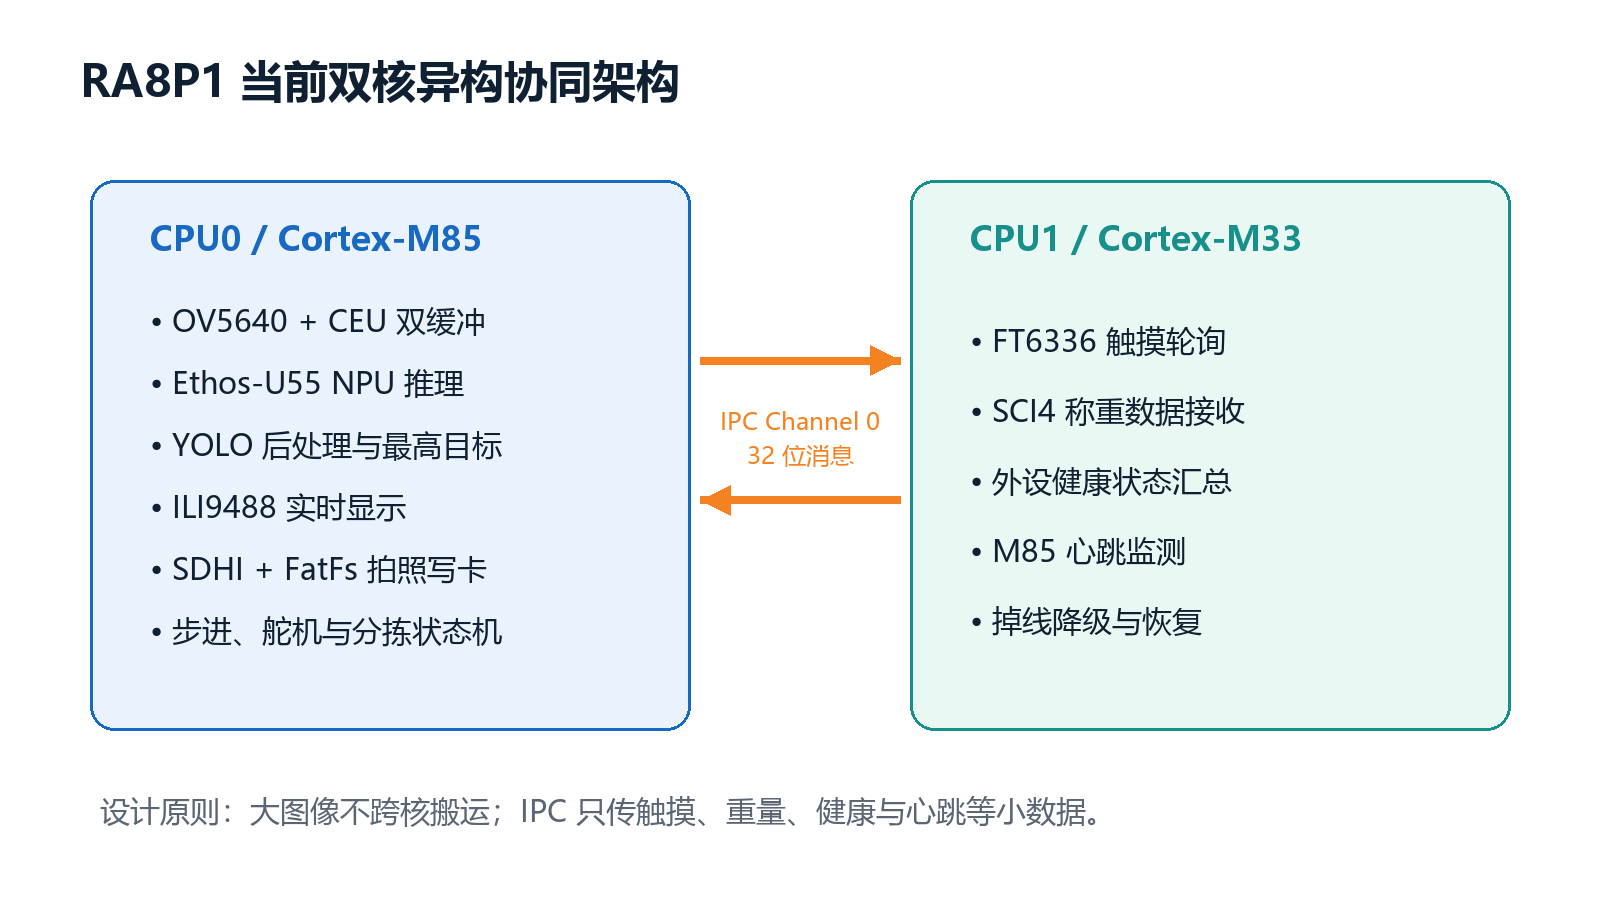 RA8P1 当前双核异构协同架构
CPU0 / Cortex-M85
• OV5640 + CEU 双缓冲
• Ethos-U55 NPU 推理
• YOLO 后处理与最高目标
• ILI9488 实时显示
• SDHI + FatFs 拍照写卡
• 步进、舵机与分拣状态机
IPC Channel 0
32 位消息
CPU1 / Cortex-M33
• FT6336 触摸轮询
• SCI4 称重数据接收
• 外设健康状态汇总
• M85 心跳监测
• 掉线降级与恢复
设计原则：大图像不跨核搬运；IPC 只传触摸、重量、健康与心跳等小数据。